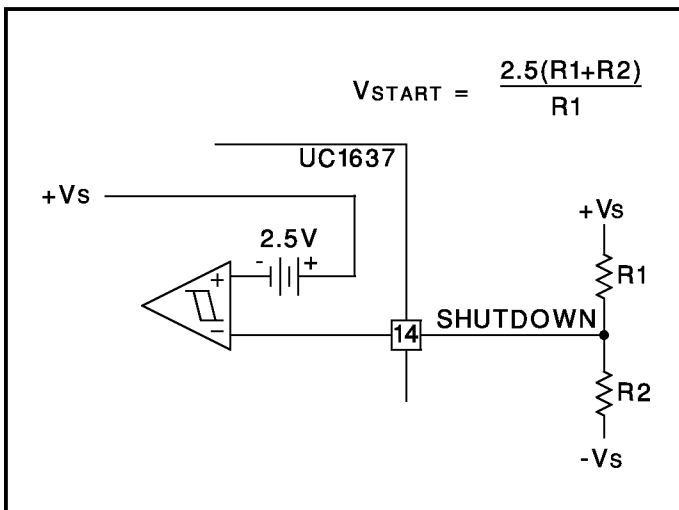 VSTART = 2.5(R1+R2)
R1
UC1637
+Vs
2.5V
- +
+
−
14 SHUTDOWN
+Vs
R1
R2
-Vs